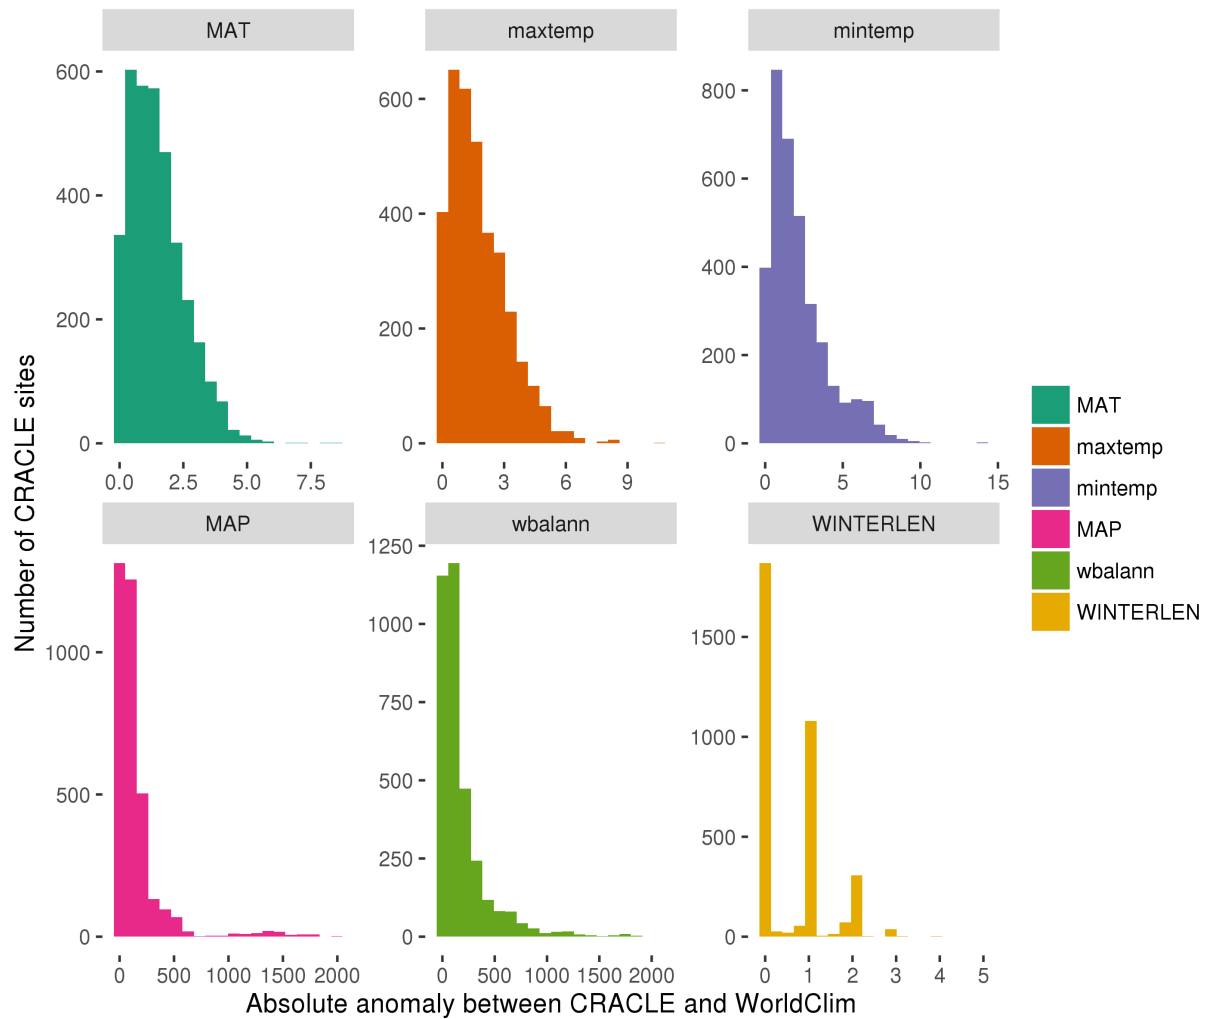 MAT maxtemp mintemp
600
400
200
0
0.0 2.5 5.0 7.5
600
400
200
0
0 3 6 9
800
600
400
200
0
0 5 10 15
MAP wbalann WINTERLEN
1000
500
0
0 500 1000 1500 2000
1250
1000
750
500
250
0
0 500 1000 1500 2000
1500
1000
500
0
0 1 2 3 4 5
Number of CRACLE sites
Absolute anomaly between CRACLE and WorldClim
MAT
maxtemp
mintemp
MAP
wbalann
WINTERLEN